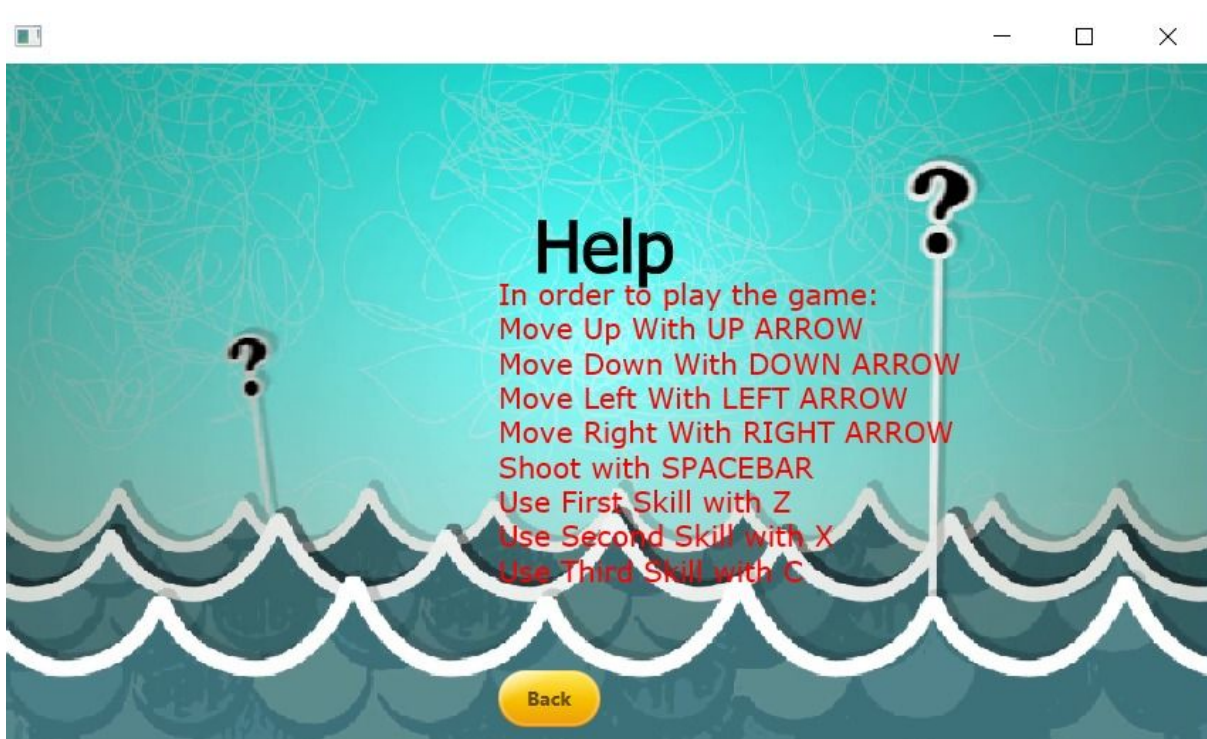 Help
In order to play the game:
Move Up With UP ARROW
Move Down With DOWN ARROW
Move Left With LEFT ARROW
Move Right With RIGHT ARROW
Shoot with SPACEBAR
Use First Skill with Z
Use Second Skill with X
Use Third Skill with C
Back